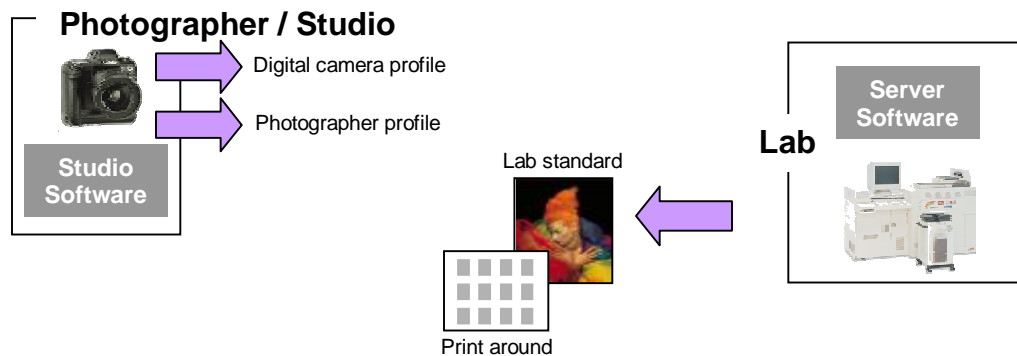 Photographer / Studio
Digital camera profile
Photographer profile
Studio
Software
Lab standard
Print around
Lab
Server
Software